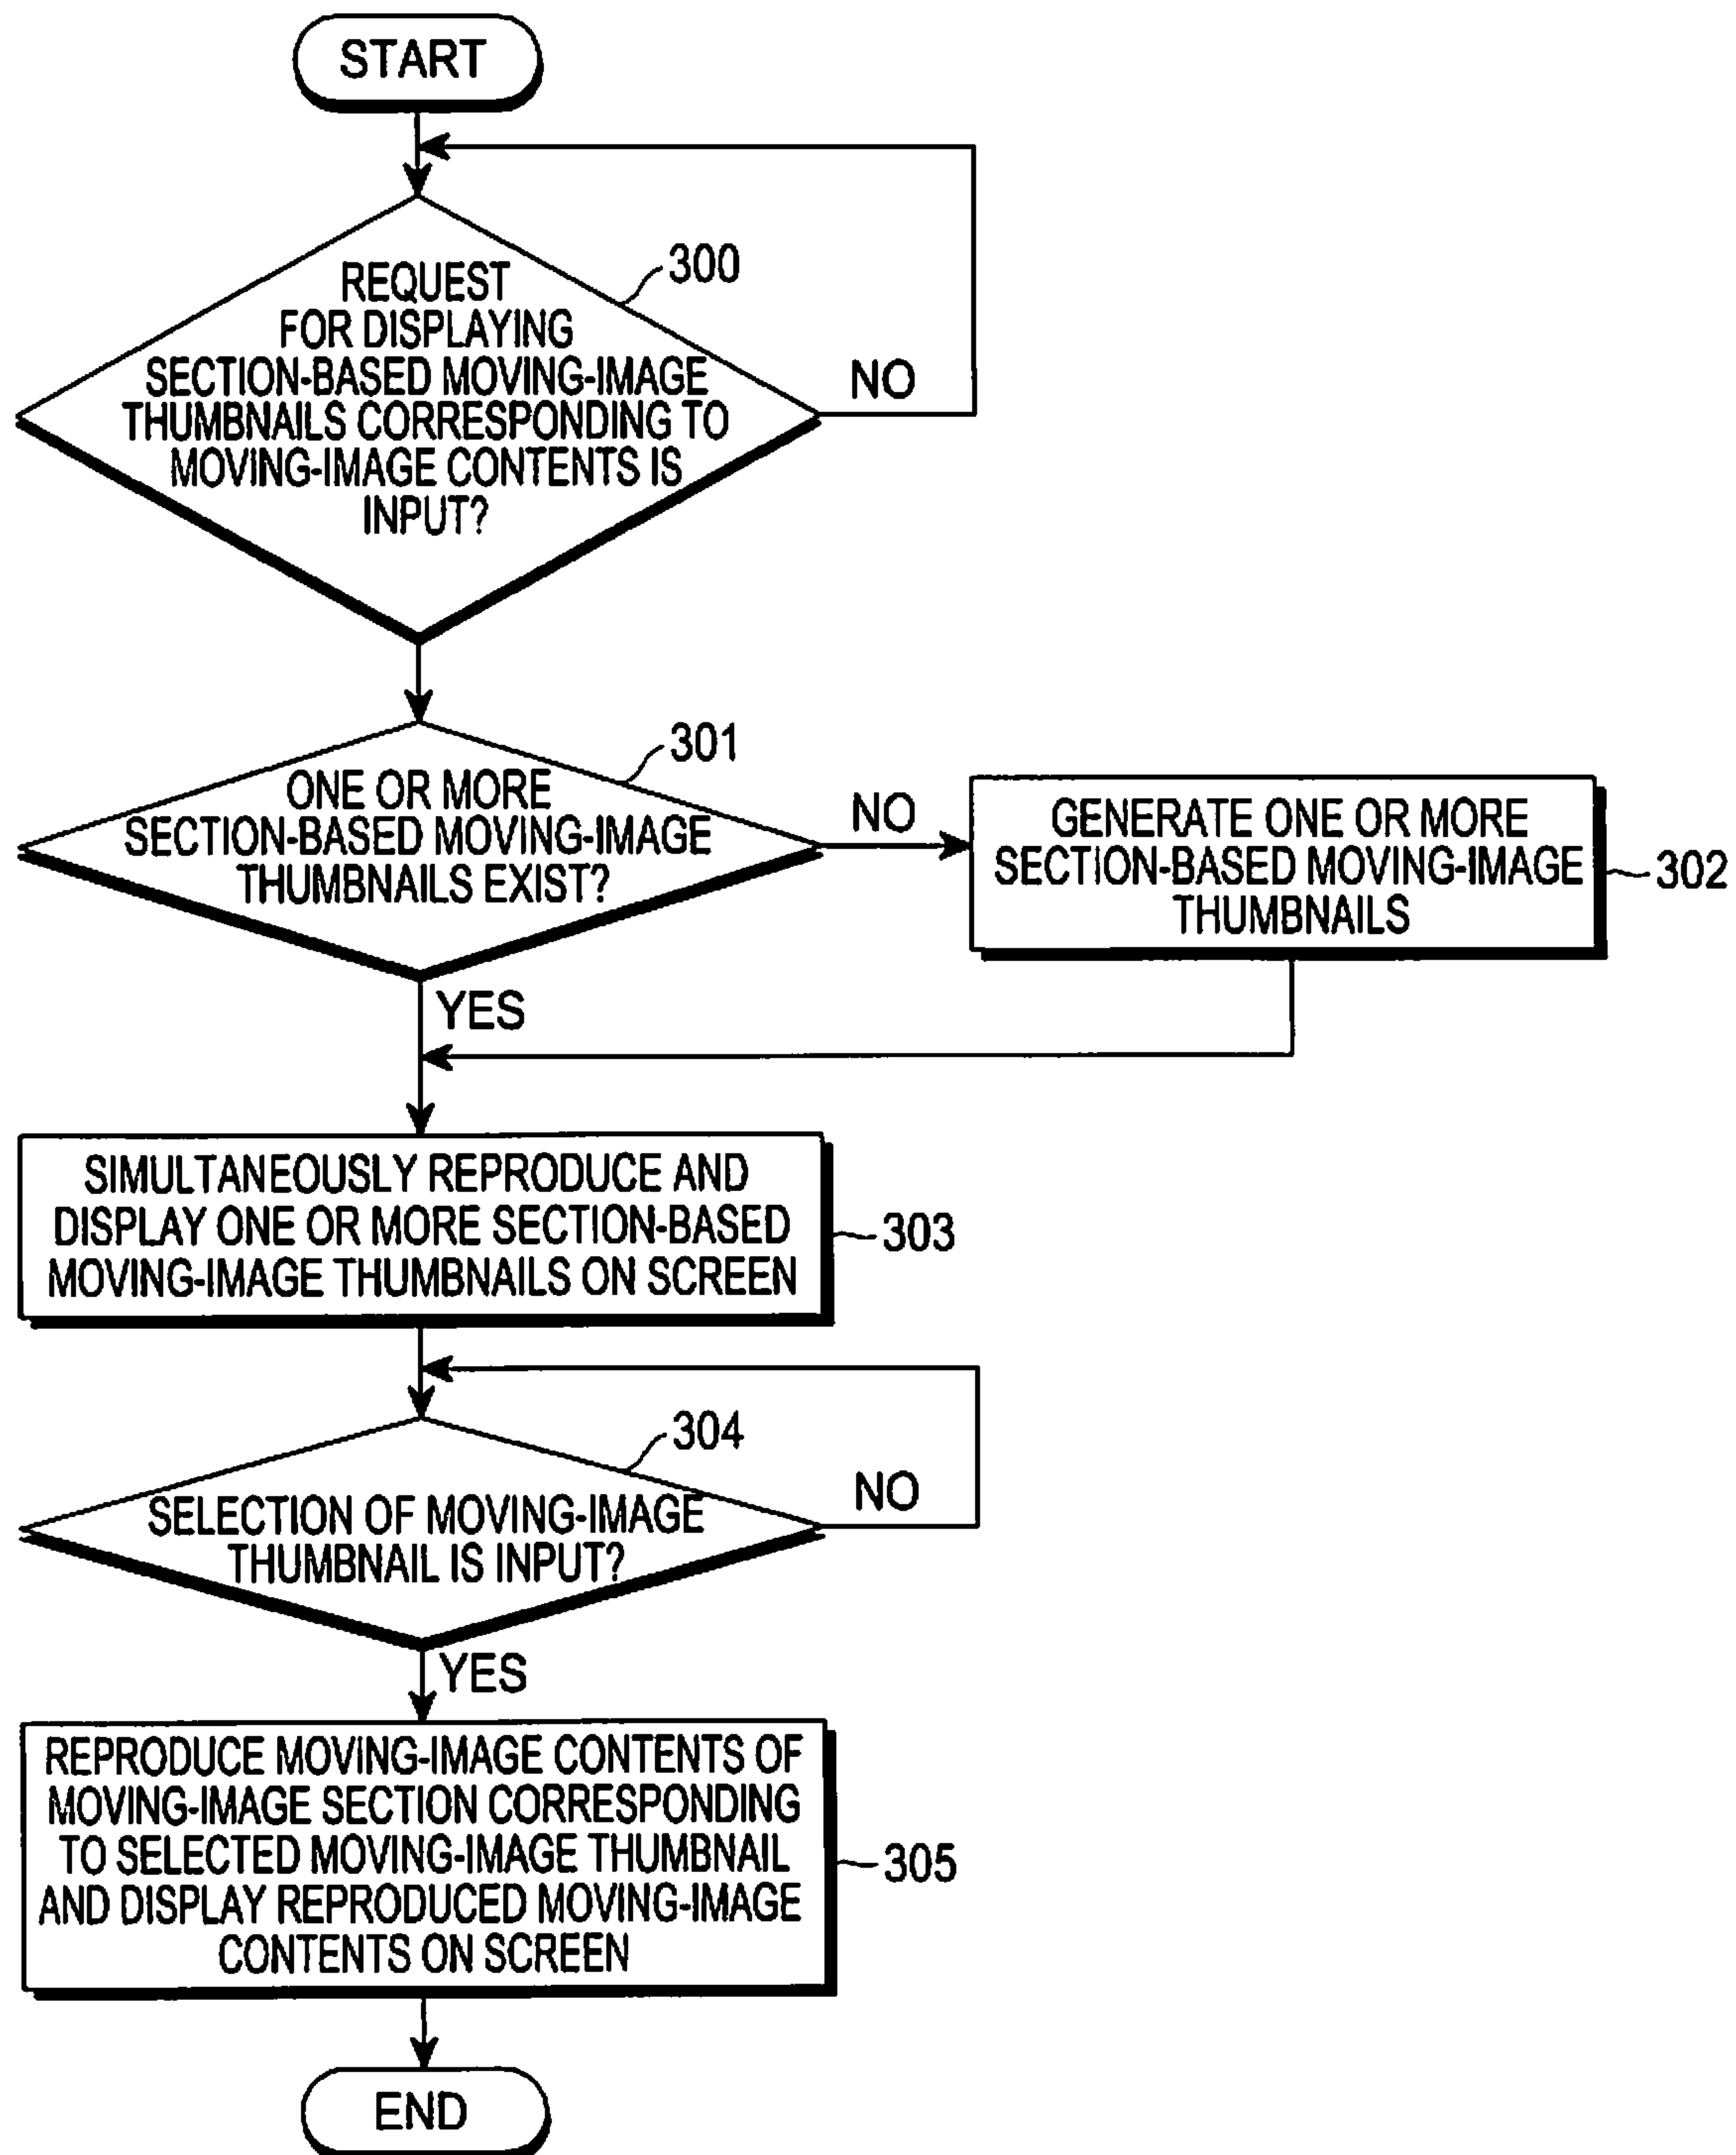 START
300
REQUEST
FOR DISPLAYING
SECTION-BASED MOVING-IMAGE
THUMBNAILS CORRESPONDING TO
MOVING-IMAGE CONTENTS IS
INPUT?
NO
301
ONE OR MORE
SECTION-BASED MOVING-IMAGE
THUMBNAILS EXIST?
NO
GENERATE ONE OR MORE
SECTION-BASED MOVING-IMAGE
THUMBNAILS
302
YES
SIMULTANEOUSLY REPRODUCE AND
DISPLAY ONE OR MORE SECTION-BASED
MOVING-IMAGE THUMBNAILS ON SCREEN
303
304
SELECTION OF MOVING-IMAGE
THUMBNAIL IS INPUT?
NO
YES
REPRODUCE MOVING-IMAGE CONTENTS OF
MOVING-IMAGE SECTION CORRESPONDING
TO SELECTED MOVING-IMAGE THUMBNAIL
AND DISPLAY REPRODUCED MOVING-IMAGE
CONTENTS ON SCREEN
305
END